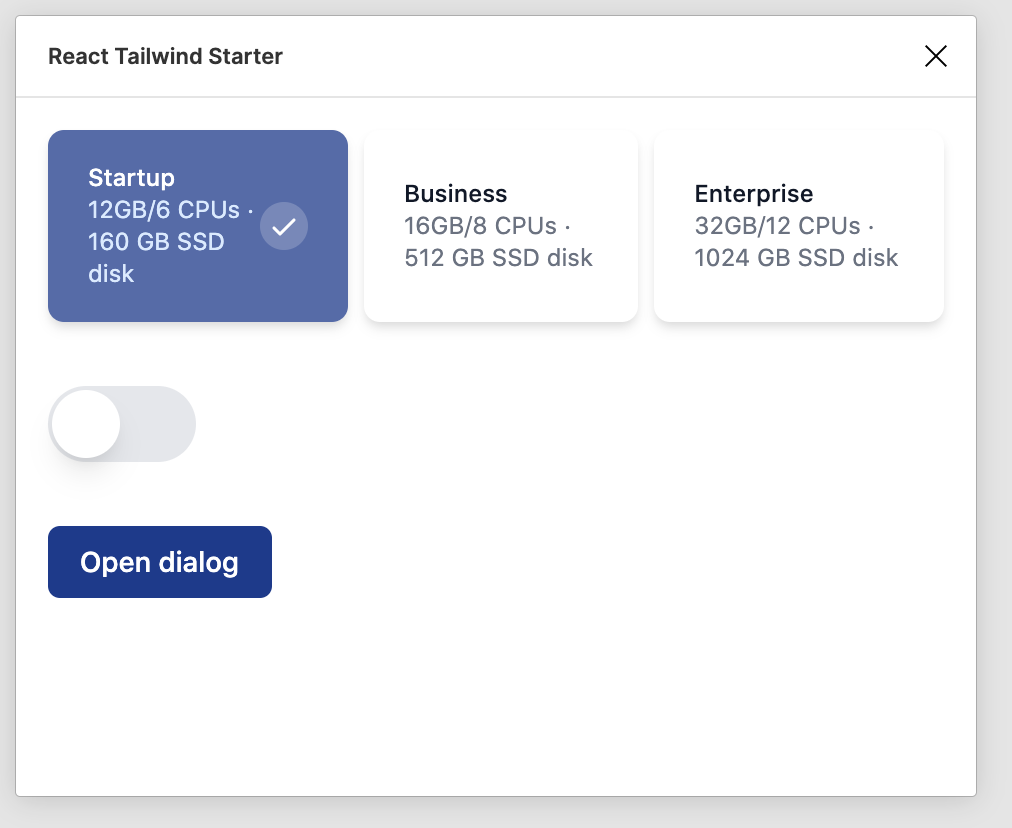 React Tailwind Starter
Startup
12GB/6 CPUs ·
160 GB SSD
disk
Business
16GB/8 CPUs ·
512 GB SSD disk
Enterprise
32GB/12 CPUs ·
1024 GB SSD disk
Open dialog